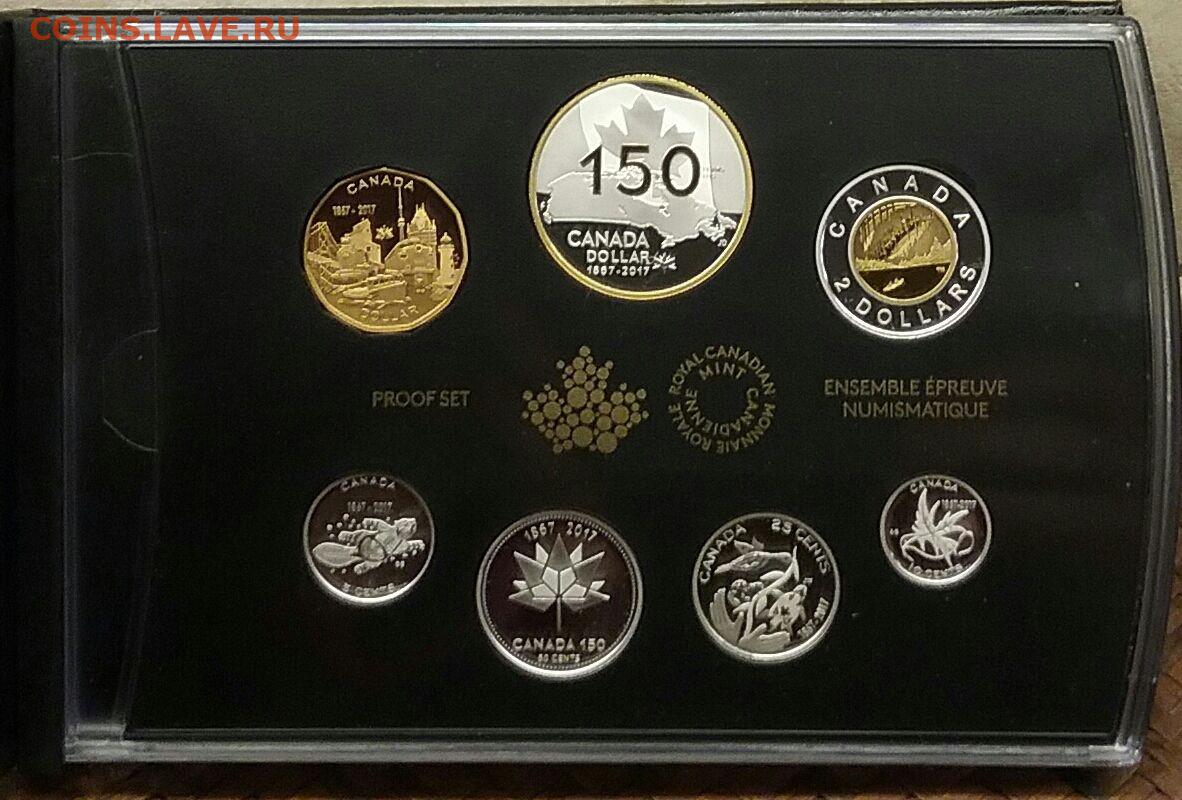 COINS.LAVE.RU
CANADA
1867-2017
DOLLAR
150
CANADA
DOLLAR
1867-2017
JD
CANADA
2 DOLLARS
PROOF SET
ROYAL CANADIAN MINT
MONNAIE ROYALE CANADIENNE
ENSEMBLE ÉPREUVE
NUMISMATIQUE
CANADA
1867-2017
5 CENTS
1867 2017
CANADA 150
50 CENTS
CANADA
25 CENTS
1867-2017
CANADA
1867-2017
10 CENTS